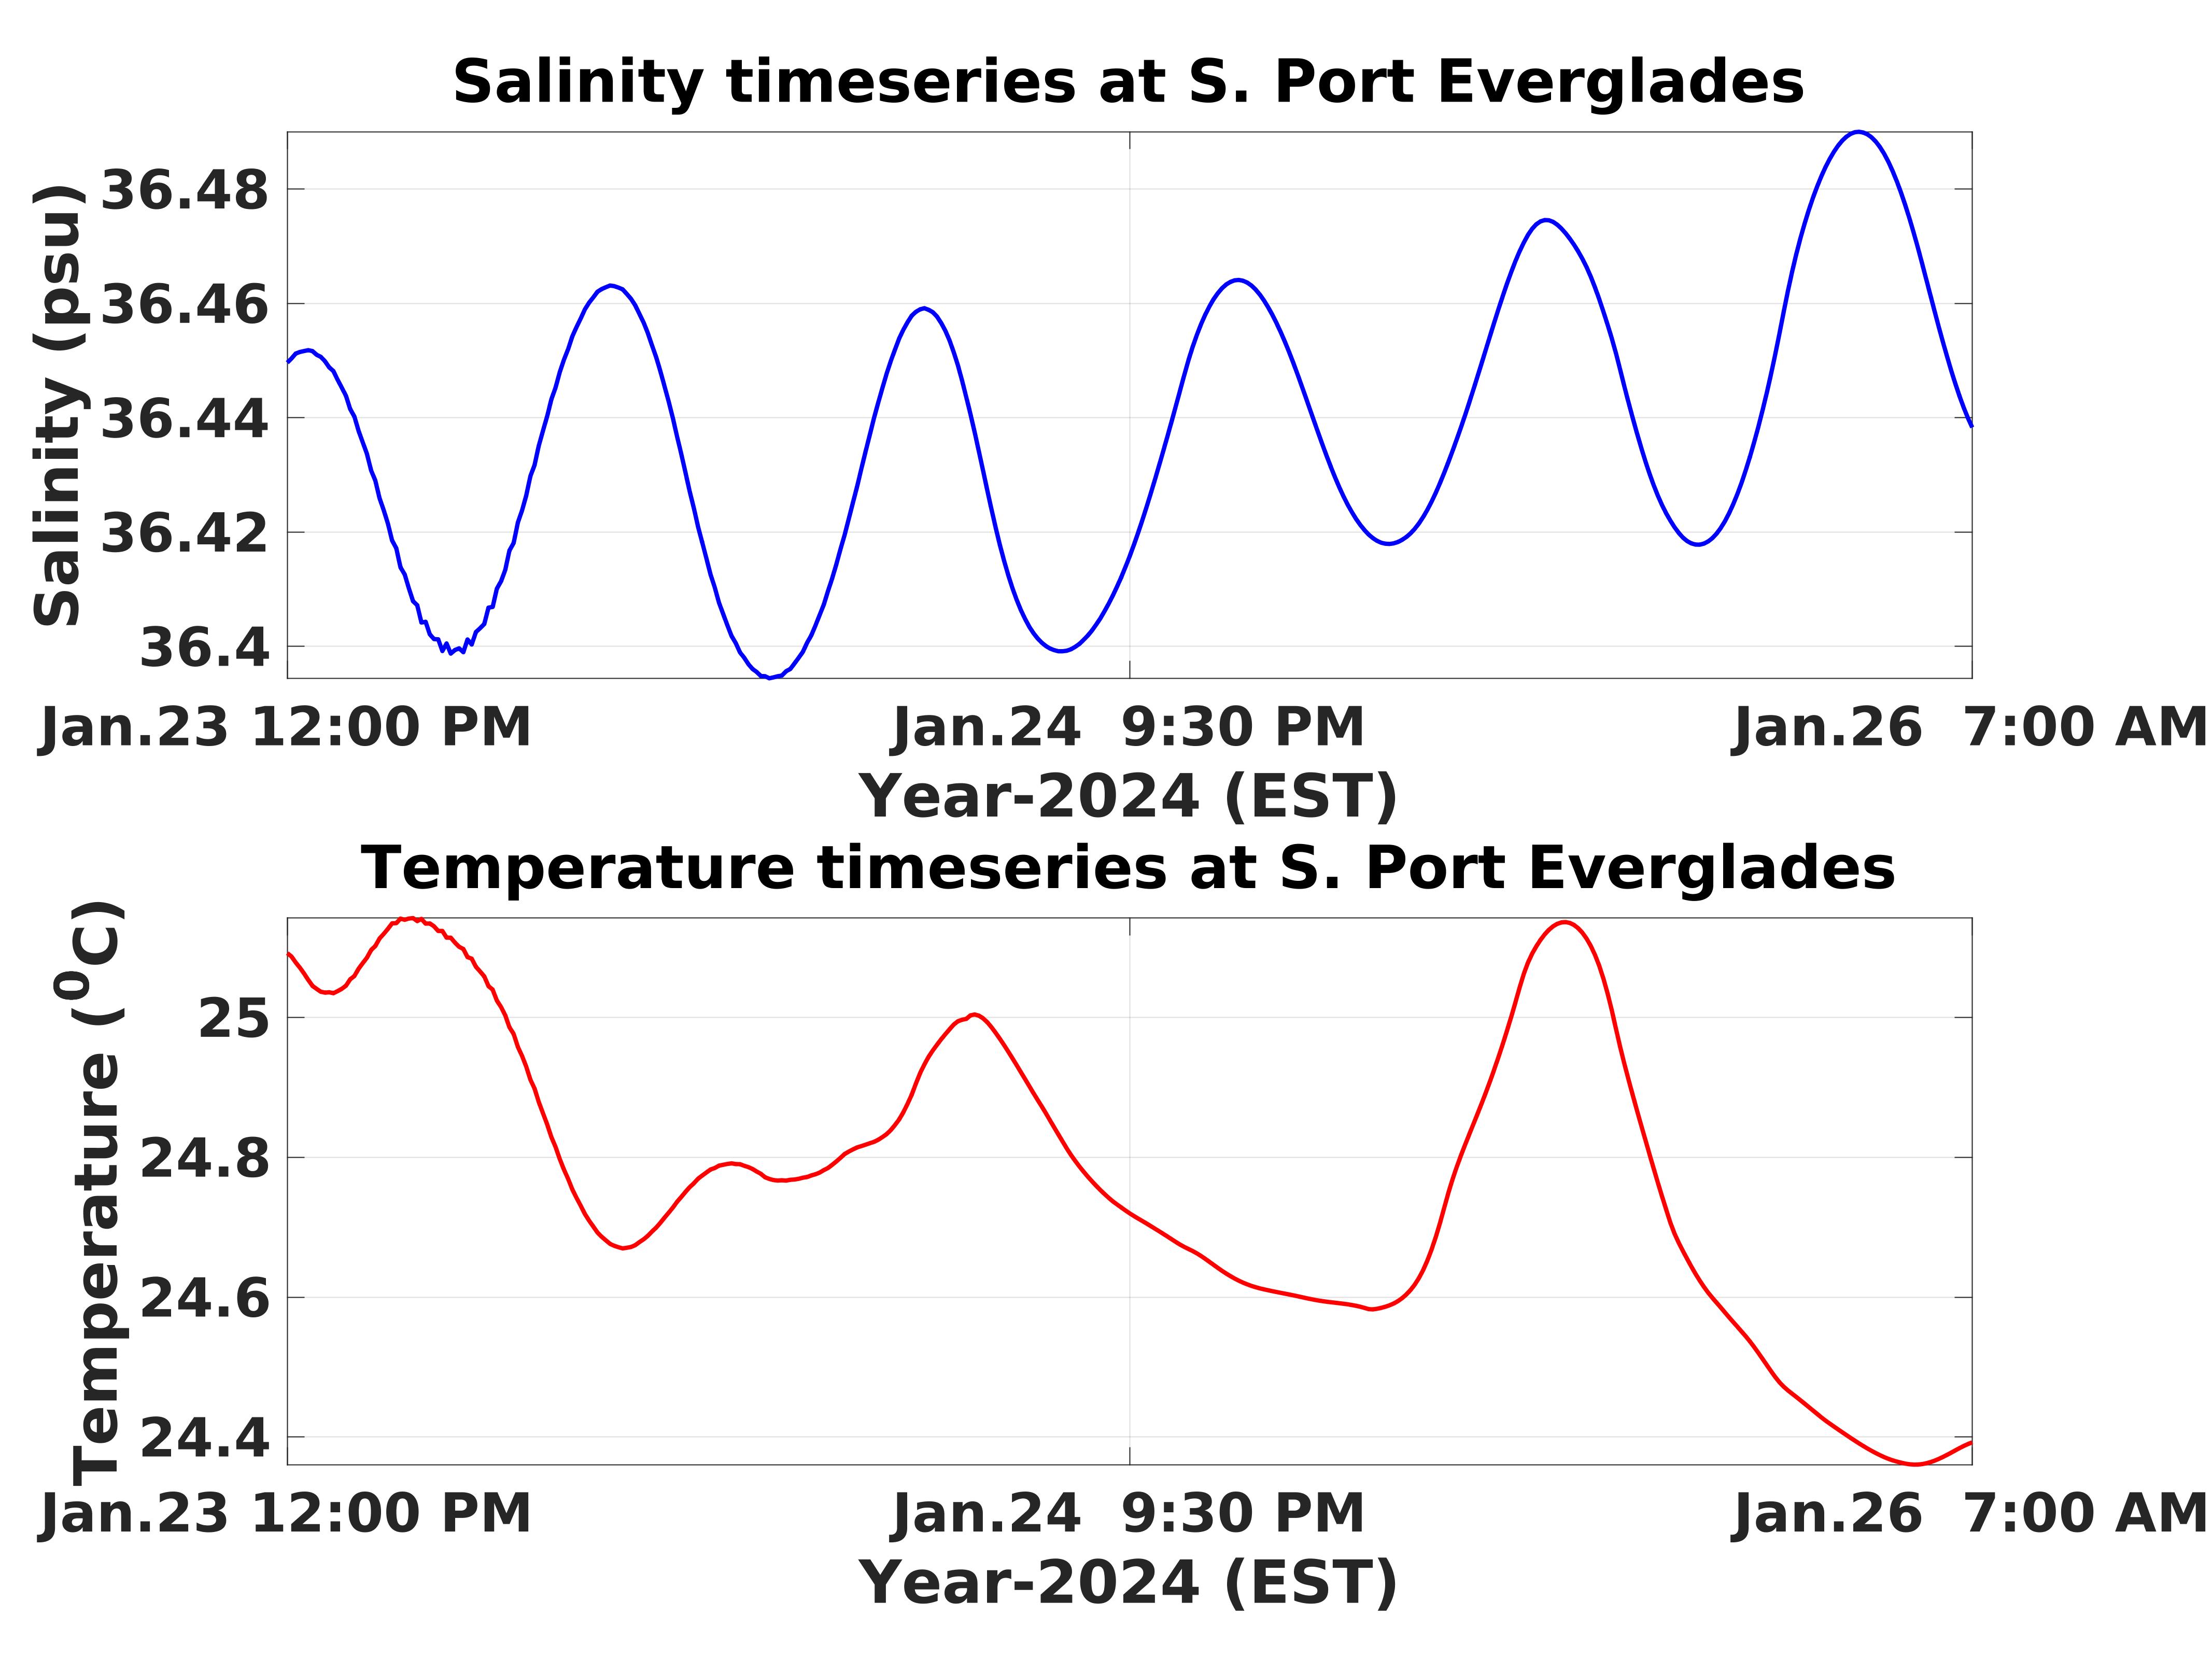 Salinity timeseries at S. Port Everglades
Salinity (psu)
36.48
36.46
36.44
36.42
36.4
Jan.23 12:00 PM
Jan.24 9:30 PM
Jan.26 7:00 AM
Year-2024 (EST)
Temperature timeseries at S. Port Everglades
Temperature (⁰C)
25
24.8
24.6
24.4
Jan.23 12:00 PM
Jan.24 9:30 PM
Jan.26 7:00 AM
Year-2024 (EST)